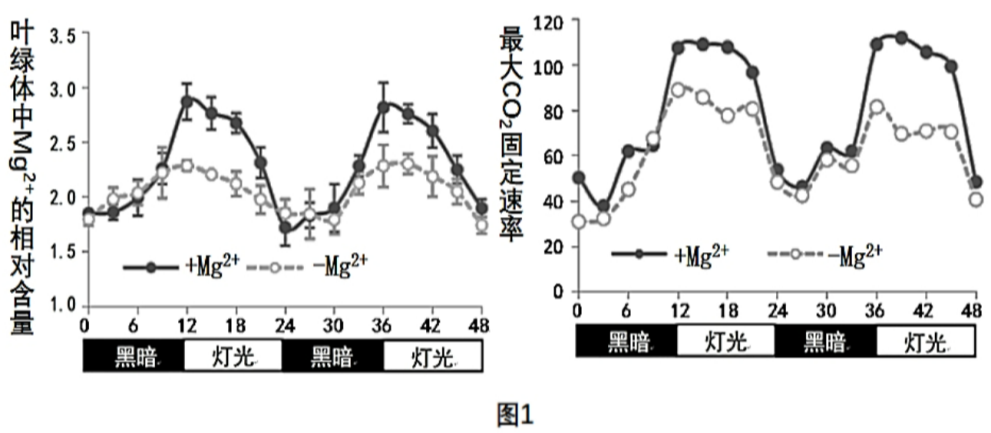 叶绿体中Mg²⁺的相对含量
3.5
3.0
2.5
2.0
1.5
1.0
+Mg²⁺ −Mg²⁺
0 6 12 18 24 30 36 42 48
黑暗 灯光 黑暗 灯光
最大CO₂固定速率
120
100
80
60
40
20
0
+Mg²⁺ −Mg²⁺
0 6 12 18 24 30 36 42 48
黑暗 灯光 黑暗 灯光
图1